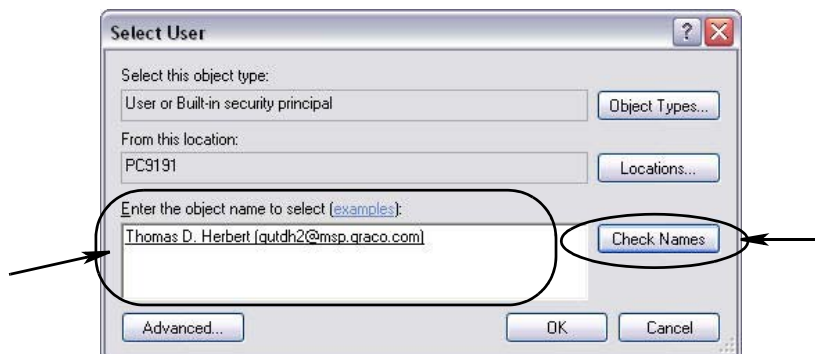 Select User
Select this object type:
User or Built-in security principal
Object Types...
From this location:
PC9191
Locations...
Enter the object name to select (examples):
Thomas D. Herbert (gutdh2@msp.graco.com)
Check Names
Advanced...
OK
Cancel